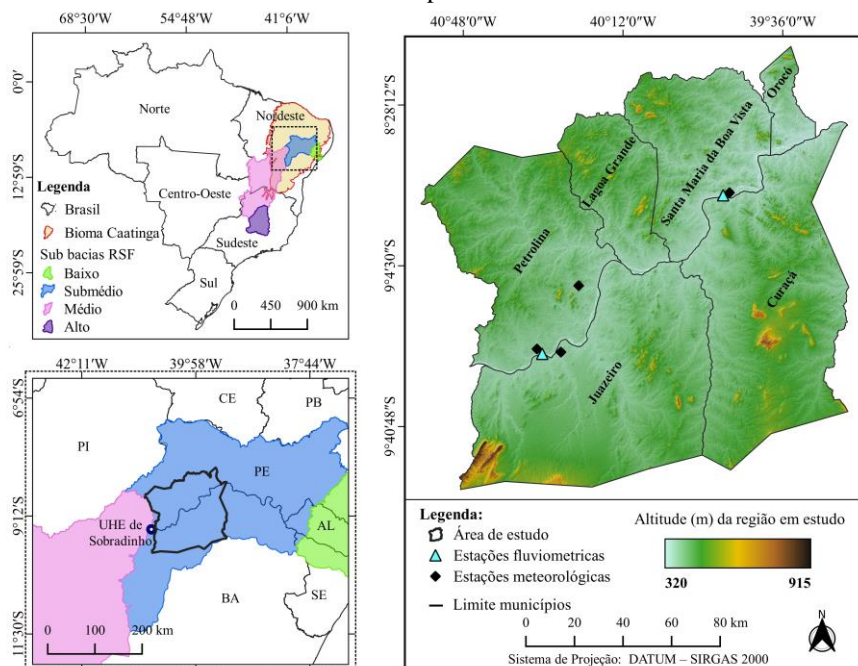 68°30"W 54°48"W 41°6"W
0°0'
12°59"S
25°59"S
Norte
Nordeste
Centro-Oeste
Sudeste
Sul
Legenda
Brasil
Bioma Caatinga
Sub bacias RSF
Baixo
Submédio
Médio
Alto
0 450 900 km
42°11"W 39°58"W 37°44"W
6°54"S
9°12"S
11°30"S
CE
PB
PI
PE
UHE de
Sobradinho
AL
BA
SE
0 100 200 km
40°48"W 40°12"W 39°36"W
8°28'12"S
9°4'30"S
9°40'48"S
Orocó
Santa Maria da Boa Vista
Lagoa Grande
Petrolina
Curaçá
Juazeiro
Legenda:
Área de estudo
Estações fluviometricas
Estações meteorológicas
Limite municípios
Altitude (m) da região em estudo
320 915
0 20 40 60 80 km
N
Sistema de Projeção: DATUM – SIRGAS 2000